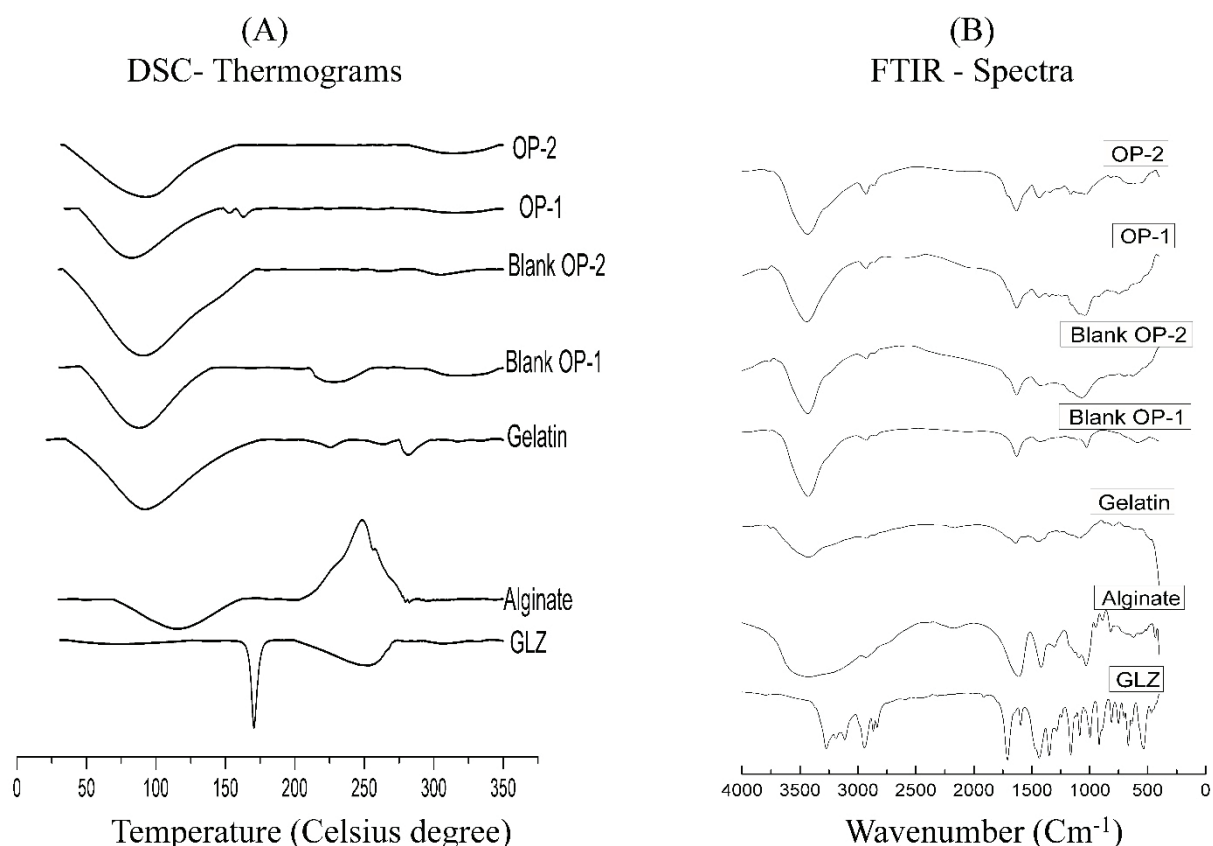 (A)
DSC- Thermograms
OP-2
OP-1
Blank OP-2
Blank OP-1
Gelatin
Alginate
GLZ
0 50 100 150 200 250 300 350
Temperature (Celsius degree)
(B)
FTIR - Spectra
OP-2
OP-1
Blank OP-2
Blank OP-1
Gelatin
Alginate
GLZ
4000 3500 3000 2500 2000 1500 1000 500 0
Wavenumber (Cm⁻¹)